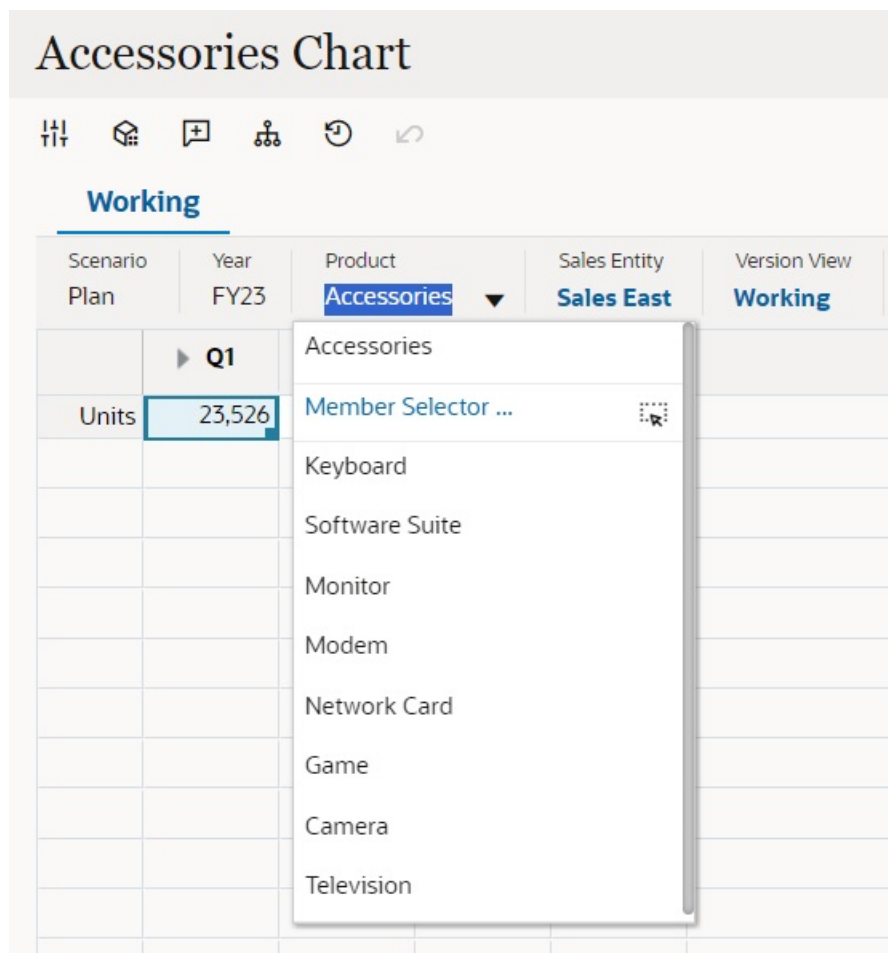 Accessories Chart
Working
Scenario Year Product Sales Entity Version View
Plan FY23 Accessories Sales East Working
Q1
Accessories
Units 23,526
Member Selector ...
Keyboard
Software Suite
Monitor
Modem
Network Card
Game
Camera
Television